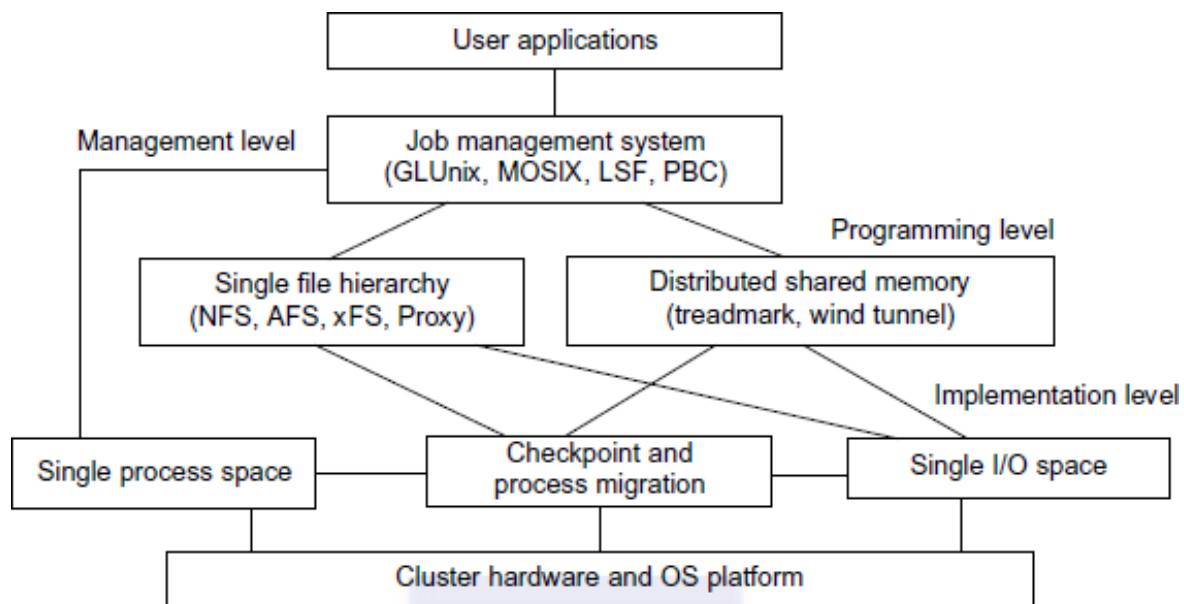 User applications
Management level
Job management system
(GLUnix, MOSIX, LSF, PBC)
Programming level
Single file hierarchy
(NFS, AFS, xFS, Proxy)
Distributed shared memory
(treadmark, wind tunnel)
Implementation level
Single process space
Checkpoint and
process migration
Single I/O space
Cluster hardware and OS platform